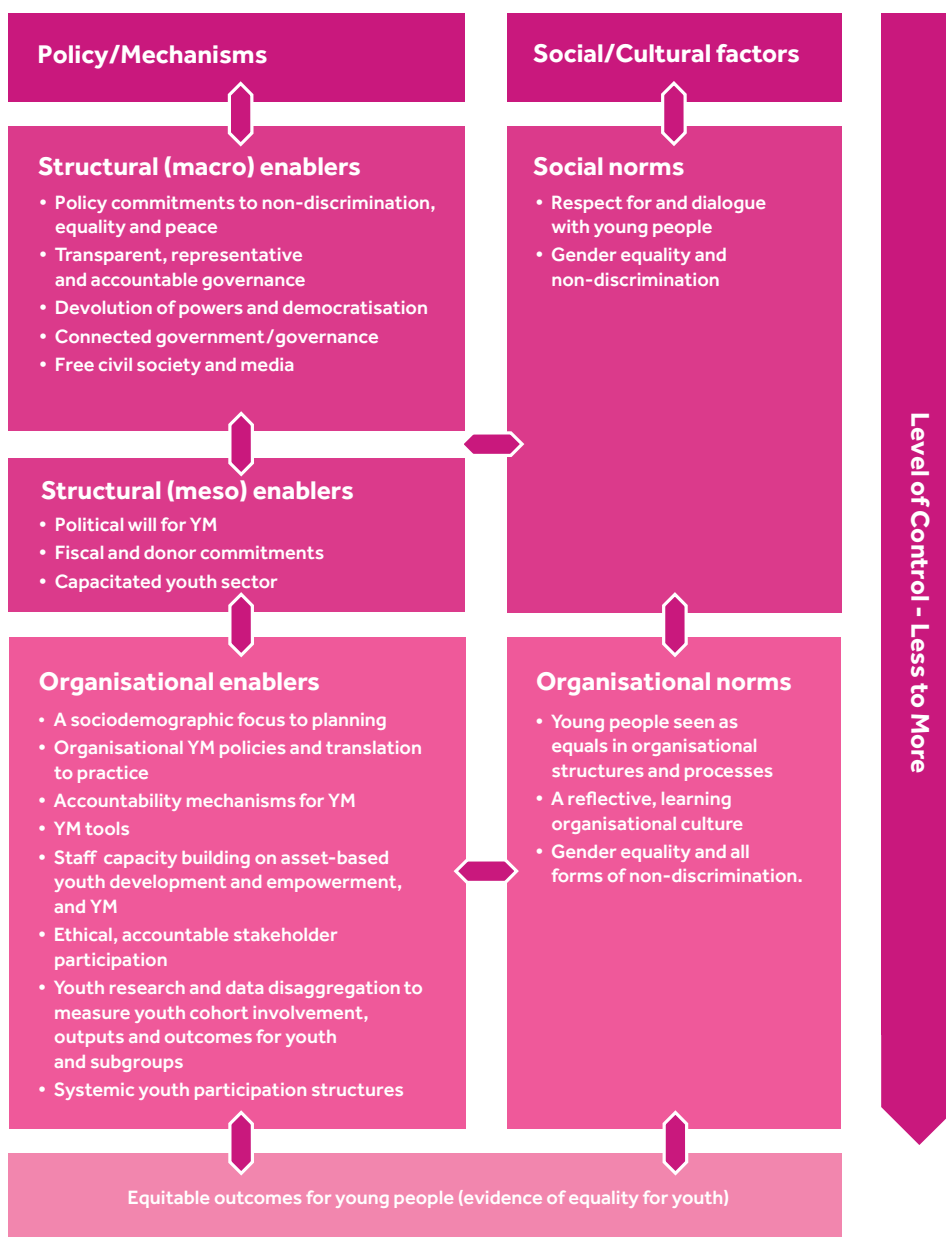 Policy/Mechanisms
Structural (macro) enablers
• Policy commitments to non-discrimination,
equality and peace
• Transparent, representative
and accountable governance
• Devolution of powers and democratisation
• Connected government/governance
• Free civil society and media
Structural (meso) enablers
• Political will for YM
• Fiscal and donor commitments
• Capacitated youth sector
Organisational enablers
• A sociodemographic focus to planning
• Organisational YM policies and translation
to practice
• Accountability mechanisms for YM
• YM tools
• Staff capacity building on asset-based
youth development and empowerment,
and YM
• Ethical, accountable stakeholder
participation
• Youth research and data disaggregation to
measure youth cohort involvement,
outputs and outcomes for youth
and subgroups
• Systemic youth participation structures
Social/Cultural factors
Social norms
• Respect for and dialogue
with young people
• Gender equality and
non-discrimination
Organisational norms
• Young people seen as
equals in organisational
structures and processes
• A reflective, learning
organisational culture
• Gender equality and all
forms of non-discrimination.
Equitable outcomes for young people (evidence of equality for youth)
Level of Control - Less to More